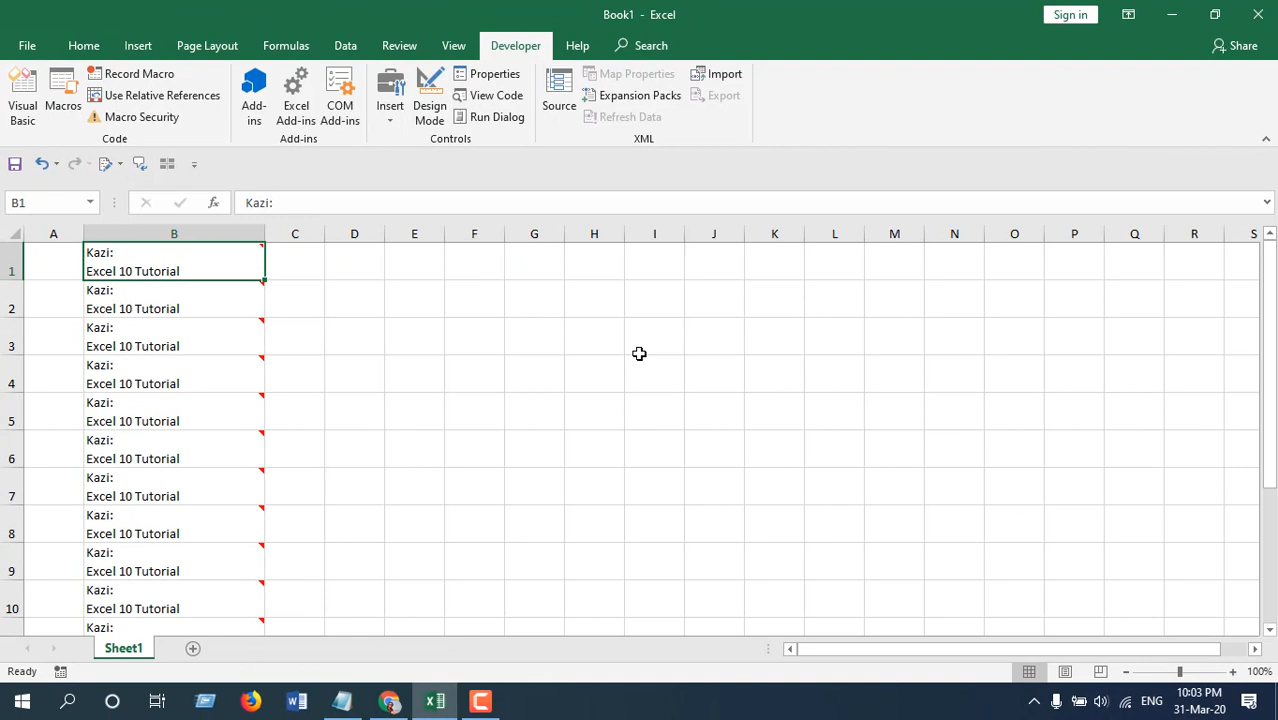 Book1 - Excel
Sign in
File Home Insert Page Layout Formulas Data Review View Developer Help Search Share
Visual Basic
Macros
Record Macro
Use Relative References
Macro Security
Code
Add-ins
Excel Add-ins
COM Add-ins
Add-ins
Insert
Design Mode
Properties
View Code
Run Dialog
Controls
Source
Map Properties
Expansion Packs
Refresh Data
Import
Export
XML
B1
fx
Kazi:
A B C D E F G H I J K L M N O P Q R S
Kazi:
1 Excel 10 Tutorial
Kazi:
2 Excel 10 Tutorial
Kazi:
3 Excel 10 Tutorial
Kazi:
4 Excel 10 Tutorial
Kazi:
5 Excel 10 Tutorial
Kazi:
6 Excel 10 Tutorial
Kazi:
7 Excel 10 Tutorial
Kazi:
8 Excel 10 Tutorial
Kazi:
9 Excel 10 Tutorial
Kazi:
10 Excel 10 Tutorial
Kazi:
Sheet1
Ready
100%
ENG
10:03 PM
31-Mar-20